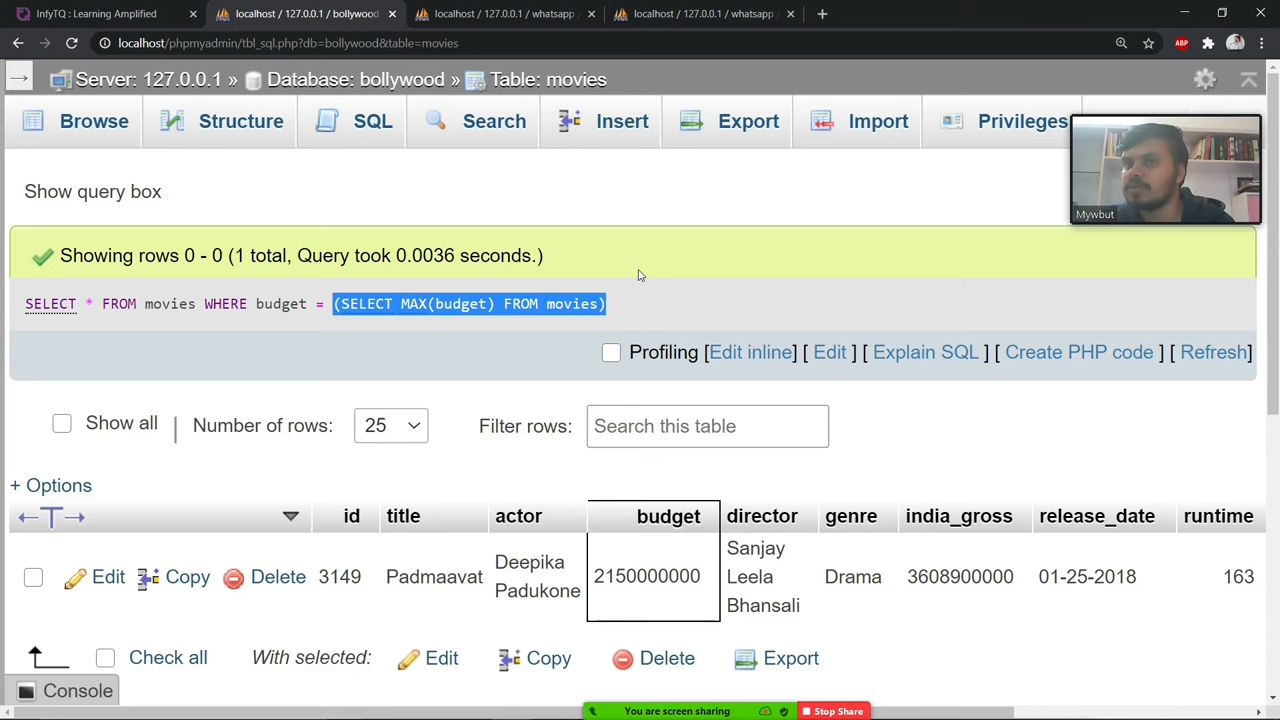 InfyTQ : Learning Amplified
localhost / 127.0.0.1 / bollywood
localhost / 127.0.0.1 / whatsapp
localhost / 127.0.0.1 / whatsapp
localhost/phpmyadmin/tbl_sql.php?db=bollywood&table=movies
ABP
Server: 127.0.0.1 » Database: bollywood » Table: movies
Browse Structure SQL Search Insert Export Import Privileges
Mywbut
Show query box
Showing rows 0 - 0 (1 total, Query took 0.0036 seconds.)
SELECT * FROM movies WHERE budget = (SELECT MAX(budget) FROM movies)
Profiling [Edit inline] [ Edit ] [ Explain SQL ] [ Create PHP code ] [ Refresh]
Show all | Number of rows: 25 Filter rows: Search this table
+ Options
←T→ id title actor budget director genre india_gross release_date runtime
Edit Copy Delete 3149 Padmaavat Deepika Padukone 2150000000 Sanjay Leela Bhansali Drama 3608900000 01-25-2018 163
Check all With selected: Edit Copy Delete Export
Console
You are screen sharing Stop Share